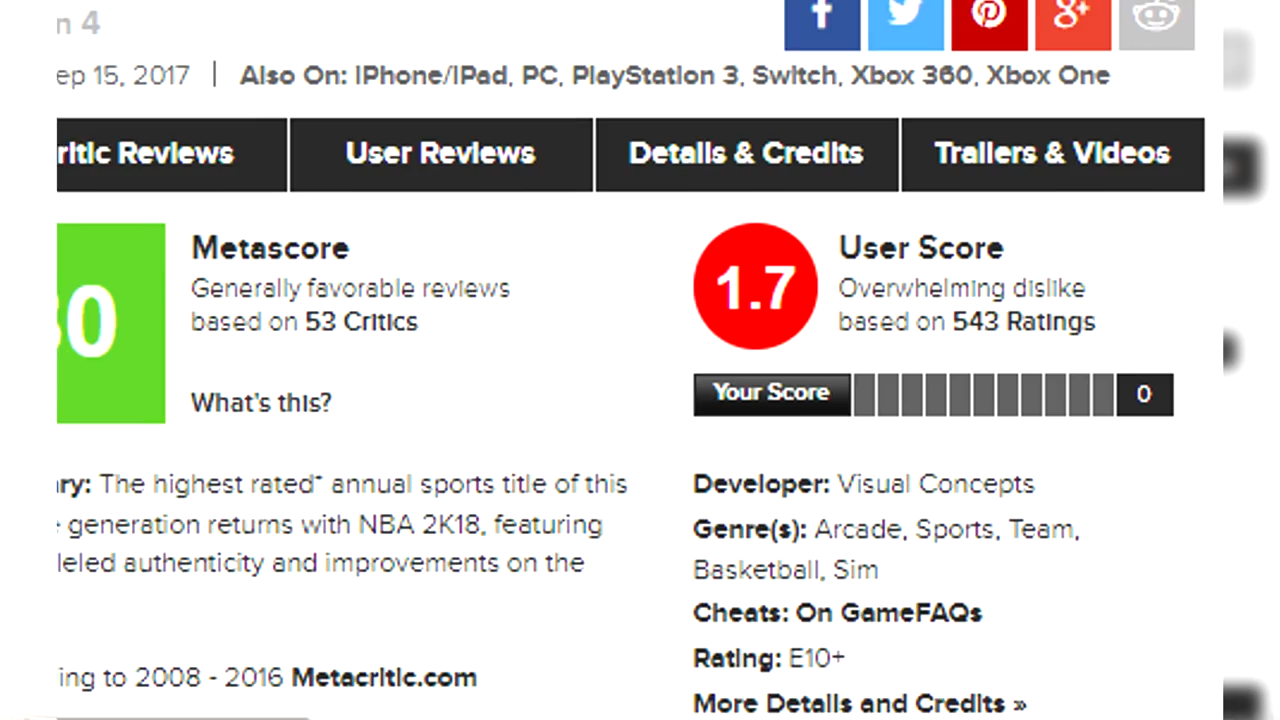 n 4
ep 15, 2017 | Also On: iPhone/iPad, PC, PlayStation 3, Switch, Xbox 360, Xbox One
ritic Reviews User Reviews Details & Credits Trailers & Videos
0
Metascore
Generally favorable reviews
based on 53 Critics
What's this?
1.7
User Score
Overwhelming dislike
based on 543 Ratings
Your Score 0
ry: The highest rated* annual sports title of this
generation returns with NBA 2K18, featuring
leled authenticity and improvements on the
ing to 2008 - 2016 Metacritic.com
Developer: Visual Concepts
Genre(s): Arcade, Sports, Team,
Basketball, Sim
Cheats: On GameFAQs
Rating: E10+
More Details and Credits »